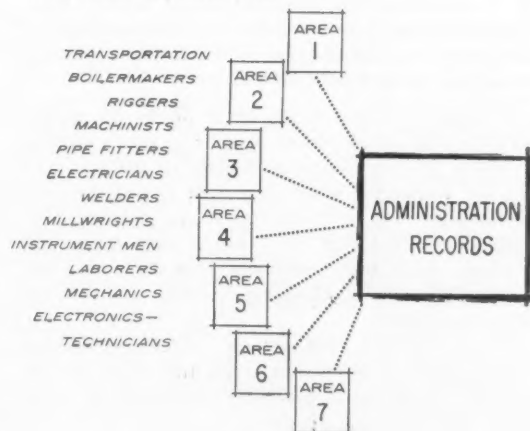 TRANSPORTATION
BOILERMAKERS
RIGGERS
MACHINISTS
PIPE FITTERS
ELECTRICIANS
WELDERS
MILLWRIGHTS
INSTRUMENT MEN
LABORERS
MECHANICS
ELECTRONICS—
TECHNICIANS
AREA
1
AREA
2
AREA
3
AREA
4
AREA
5
AREA
6
AREA
7
ADMINISTRATION
RECORDS